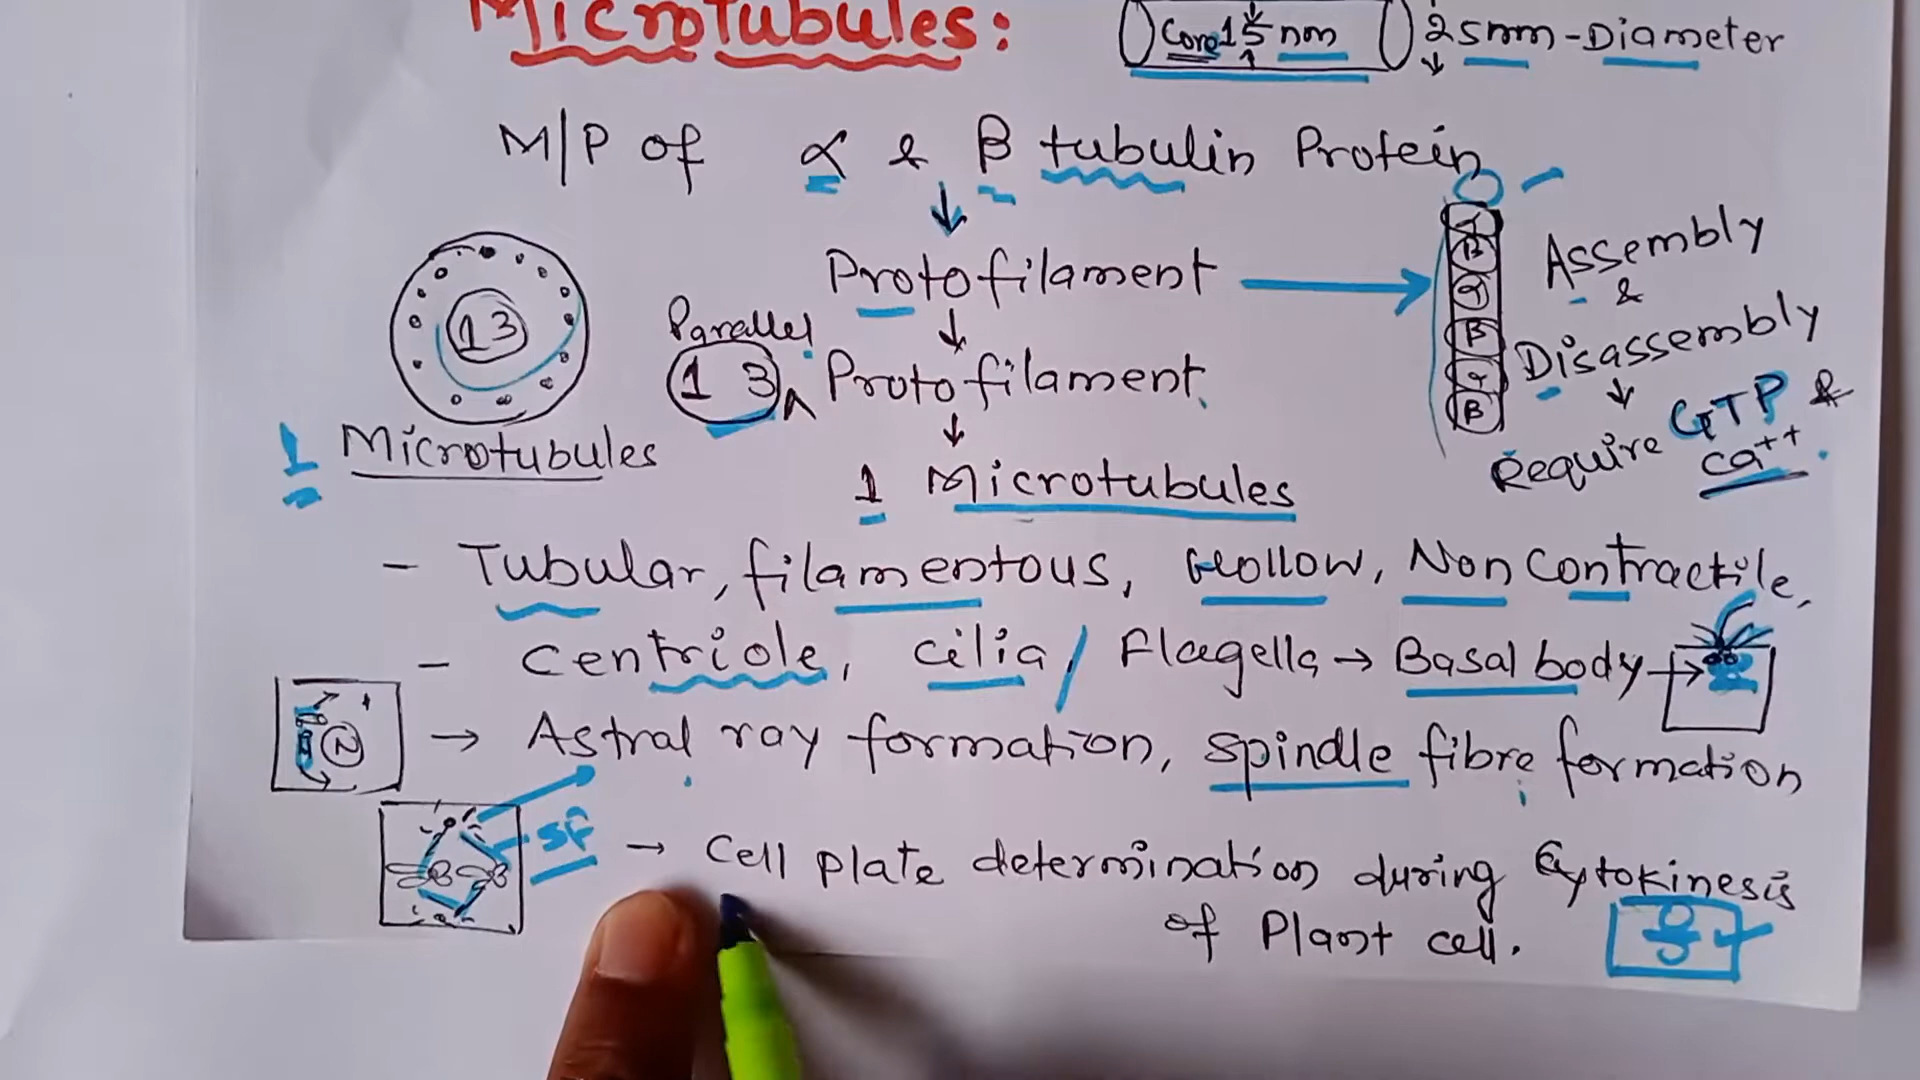 Microtubules:
Core 15 nm
25nm-Diameter
M/P of α & β tubulin Protein
Protofilament
Assembly
&
Disassembly
Require GTP &
Ca++
α
β
α
β
α
β
13
Parallel
13 Protofilament
1 Microtubules
1 Microtubules
- Tubular, filamentous, Hollow, Non contractile,
- Centriole, Cilia / Flagella → Basal body →
N
→ Astral ray formation, spindle fibre formation
SF
→ Cell plate determination during Cytokinesis
of Plant cell.